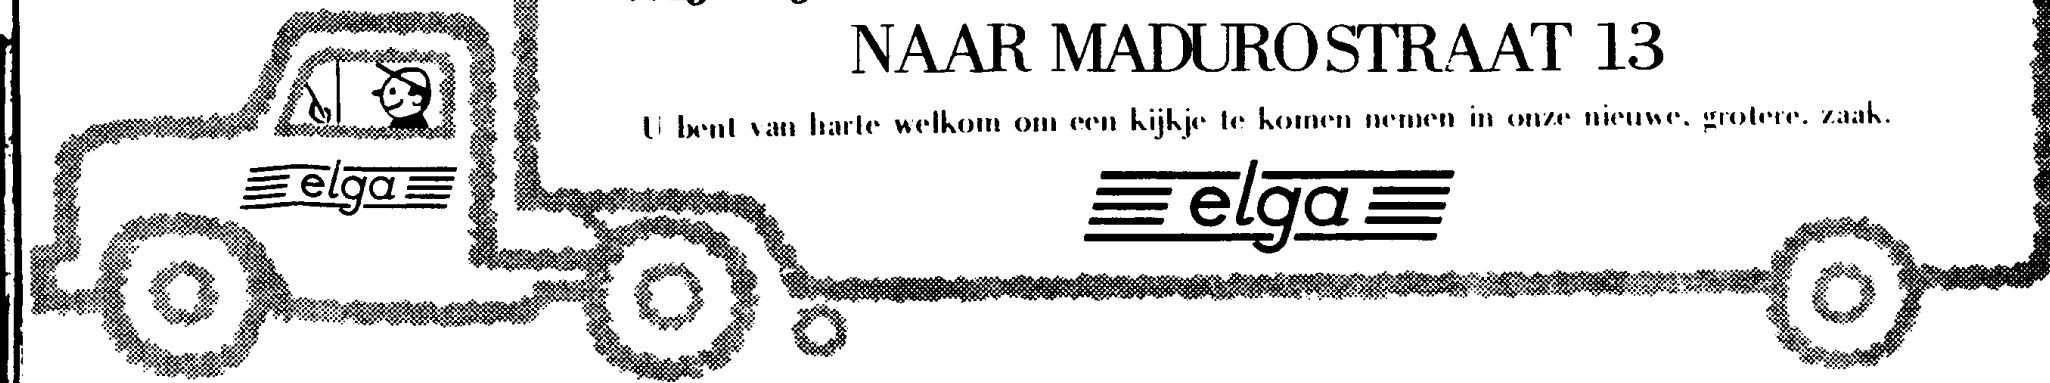 NAAR MADUROSTRAAT 13
U bent van harte welkom om een kijkje te komen nemen in onze nieuwe, grotere, zaak.
elga
elga